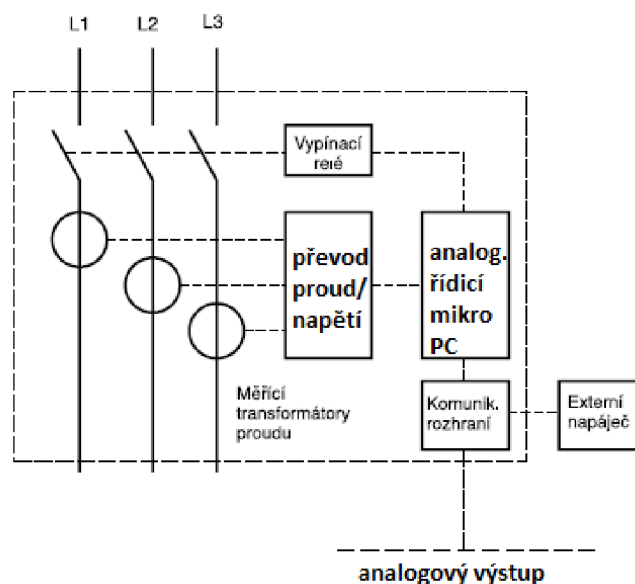 L1
L2
L3
Vypínací
relé
převod
proud/
napětí
analog.
řídicí
mikro
PC
Měřící
transformátory
proudu
Komunik.
rozhraní
Externí
napáječ
analogový výstup